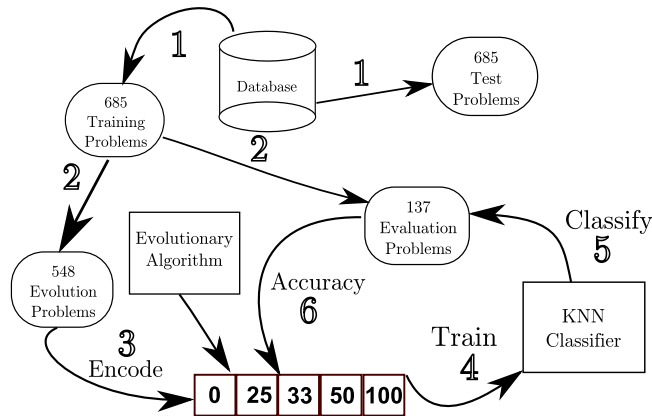 1
Database
1
685
Test
Problems
685
Training
Problems
2
2
137
Evaluation
Problems
Classify
5
Evolutionary
Algorithm
548
Evolution
Problems
Accuracy
6
KNN
Classifier
3
Encode
Train
4
0 25 33 50 100